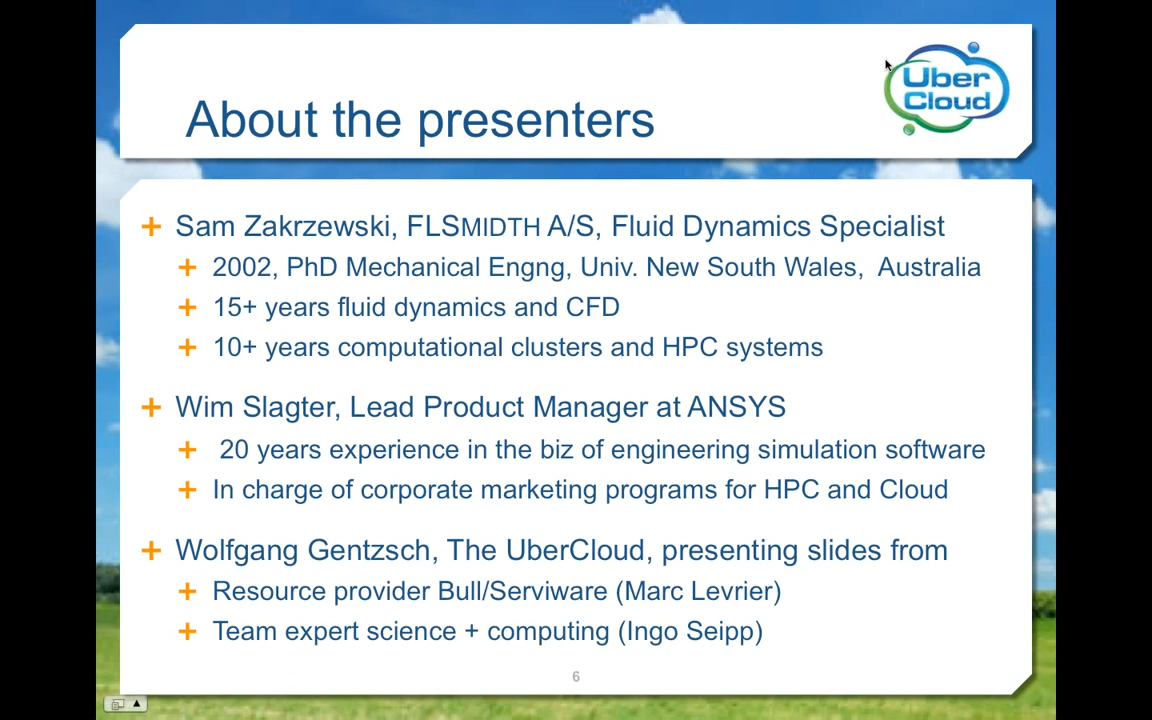 About the presenters
Uber
Cloud
+ Sam Zakrzewski, FLSMIDTH A/S, Fluid Dynamics Specialist
+ 2002, PhD Mechanical Engng, Univ. New South Wales, Australia
+ 15+ years fluid dynamics and CFD
+ 10+ years computational clusters and HPC systems
+ Wim Slagter, Lead Product Manager at ANSYS
+ 20 years experience in the biz of engineering simulation software
+ In charge of corporate marketing programs for HPC and Cloud
+ Wolfgang Gentzsch, The UberCloud, presenting slides from
+ Resource provider Bull/Serviware (Marc Levrier)
+ Team expert science + computing (Ingo Seipp)
6